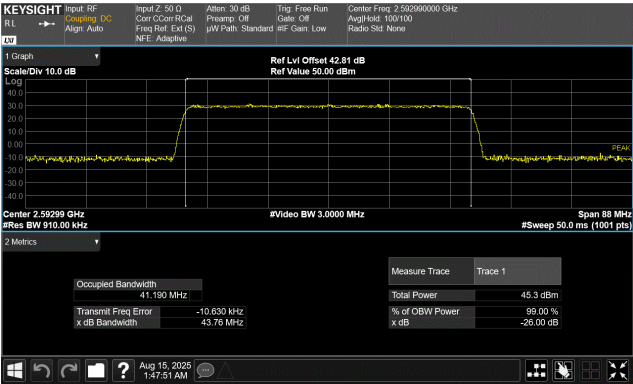 KEYSIGHT Input: RF Input Z: 50 Ω Atten: 30 dB Trig: Free Run Center Freq: 2.592990000 GHz
RL Coupling: DC Corr CCorr RCal Preamp: Off Gate: Off Avg|Hold: 100/100
Align: Auto Freq Ref: Ext (S) µW Path: Standard #IF Gain: Low Radio Std: None
NFE: Adaptive
LXI
1 Graph
Ref Lvl Offset 42.81 dB
Scale/Div 10.0 dB Ref Value 50.00 dBm
Log
40.0
30.0
20.0
10.0
0.00
-10.0 PEAK
-20.0
-30.0
-40.0
Center 2.59299 GHz #Video BW 3.0000 MHz Span 88 MHz
#Res BW 910.00 kHz #Sweep 50.0 ms (1001 pts)
2 Metrics
Measure Trace Trace 1
Occupied Bandwidth
41.190 MHz Total Power 45.3 dBm
Transmit Freq Error -10.630 kHz % of OBW Power 99.00 %
x dB Bandwidth 43.76 MHz x dB -26.00 dB
? Aug 15, 2025
1:47:51 AM